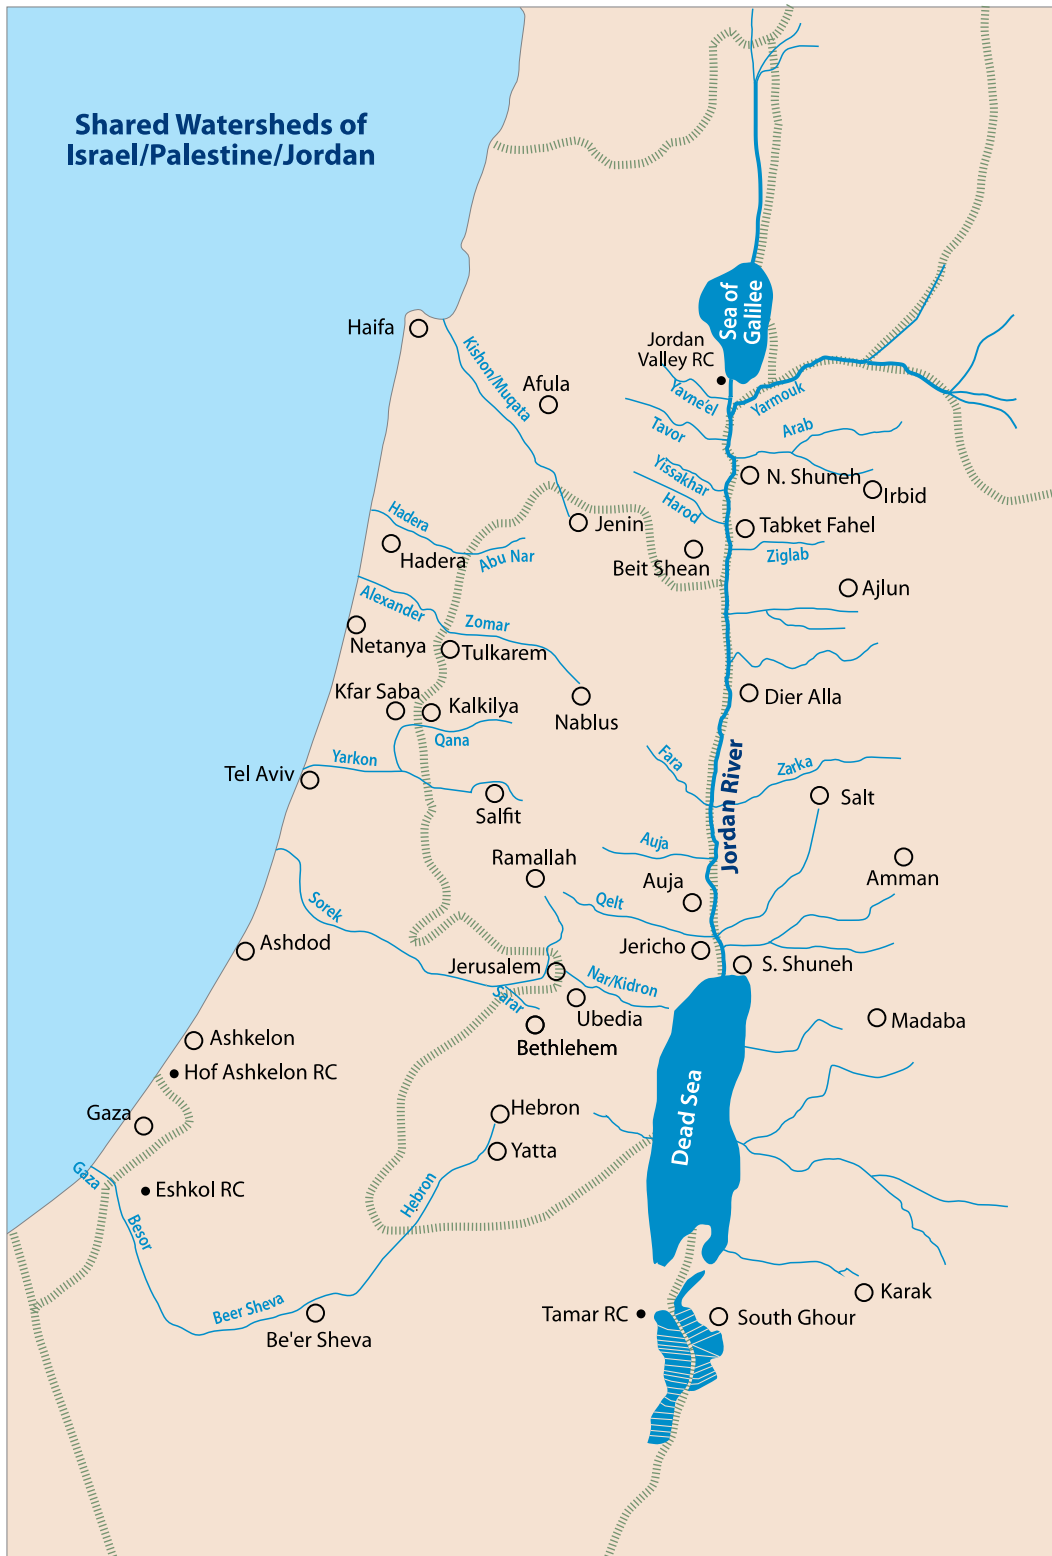 Shared Watersheds of
Israel/Palestine/Jordan
Sea of
Galilee
Haifa
Jordan
Valley RC
Kishon/Muqata
Afula
Yavne'el
Yarmouk
Tavor
Arab
Yissakhar
N. Shuneh
Irbid
Harod
Hadera
Jenin
Tabket Fahel
Hadera
Abu Nar
Beit Shean
Ziglab
Ajlun
Alexander
Zomar
Netanya
Tulkarem
Kfar Saba
Kalkilya
Nablus
Dier Alla
Qana
Yarkon
Fara
Jordan River
Zarka
Tel Aviv
Salt
Salfit
Auja
Ramallah
Amman
Auja
Qelt
Sorek
Ashdod
Jericho
Jerusalem
S. Shuneh
Nar/Kidron
Sarar
Ubedia
Madaba
Ashkelon
Bethlehem
Hof Ashkelon RC
Gaza
Hebron
Dead Sea
Yatta
Gaza
Eshkol RC
Hebron
Besor
Karak
Beer Sheva
Tamar RC
South Ghour
Be'er Sheva